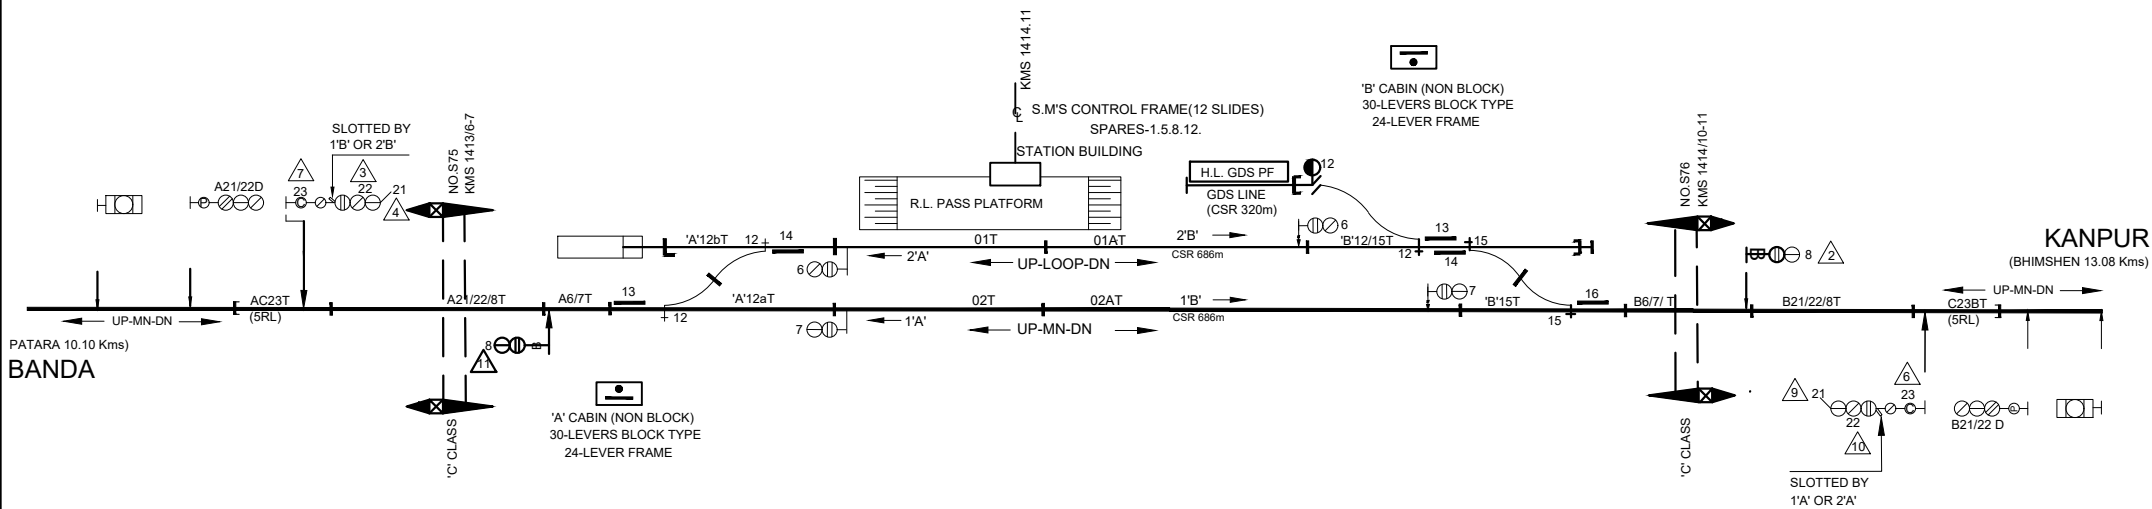 KMS 1414.11
C
L
S.M'S CONTROL FRAME(12 SLIDES)
SPARES-1.5.8.12.
STATION BUILDING
R.L. PASS PLATFORM
'B' CABIN (NON BLOCK)
30-LEVERS BLOCK TYPE
24-LEVER FRAME
SLOTTED BY
1'B' OR 2'B'
NO.S75
KMS 1413/6-7
7
3
4
23
22
21
P
A21/22D
H.L. GDS PF
12
GDS LINE
(CSR 320m)
NO.S76
KMS 1414/10-11
KANPUR
(BHIMSHEN 13.08 Kms)
UP-MN-DN
B
8
2
'A'12bT
12
14
01T
01AT
2'B'
CSR 686m
6
'B'12/15T
13
12
14
15
6
2'A'
UP-LOOP-DN
AC23T
(5RL)
A21/22/8T
A6/7T
13
12
'A'12aT
02T
02AT
1'B'
CSR 686m
7
'B'15T
16
15
B6/7/ T
B21/22/8T
C23BT
(5RL)
UP-MN-DN
7
1'A'
UP-MN-DN
PATARA 10.10 Kms)
BANDA
8
B
11
'A' CABIN (NON BLOCK)
30-LEVERS BLOCK TYPE
24-LEVER FRAME
'C' CLASS
'C' CLASS
9
21
22
10
6
23
P
B21/22 D
SLOTTED BY
1'A' OR 2'A'